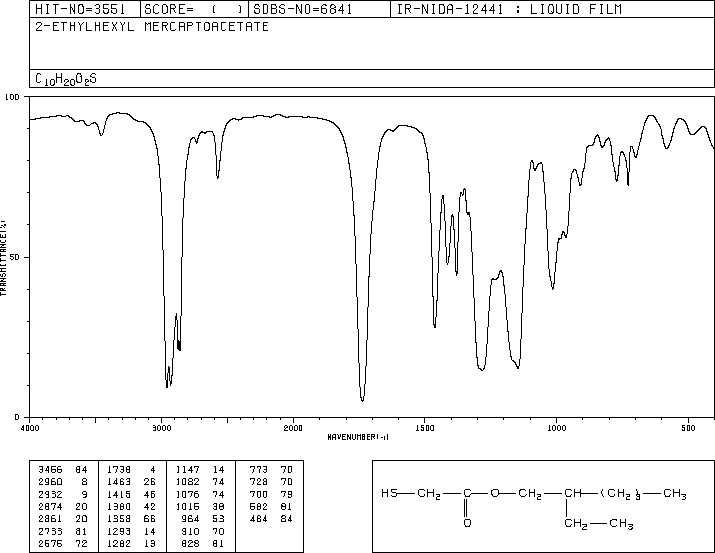 HIT-NO=3551 SCORE= ( ) SDBS-NO=6841 IR-NIDA-12441 : LIQUID FILM
2-ETHYLHEXYL MERCAPTOACETATE
C10H20O2S
100
50
0
TRANSMITTANCE(%)
4000 3000 2000 1500 1000 500
WAVENUMBER(-1)
3466 84 1738 4 1147 14 773 70
2960 8 1463 26 1082 74 728 70
2932 9 1415 46 1076 74 700 79
2874 20 1380 42 1015 38 582 81
2861 20 1358 66 964 53 484 84
2733 81 1293 14 910 70
2575 72 1282 13 828 81
HS—CH2—C—O—CH2—CH—(CH2)3—CH3
O CH2—CH3